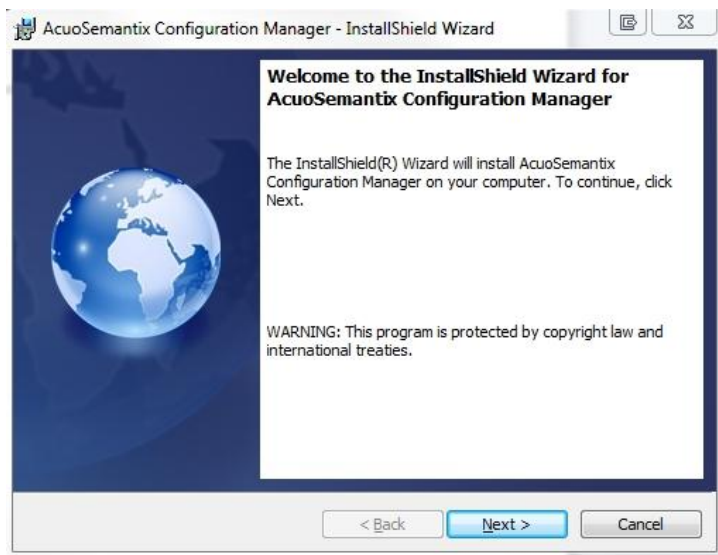 AcuoSemantix Configuration Manager - InstallShield Wizard
Welcome to the InstallShield Wizard for
AcuoSemantix Configuration Manager
The InstallShield(R) Wizard will install AcuoSemantix
Configuration Manager on your computer. To continue, click
Next.
WARNING: This program is protected by copyright law and
international treaties.
< Back Next > Cancel